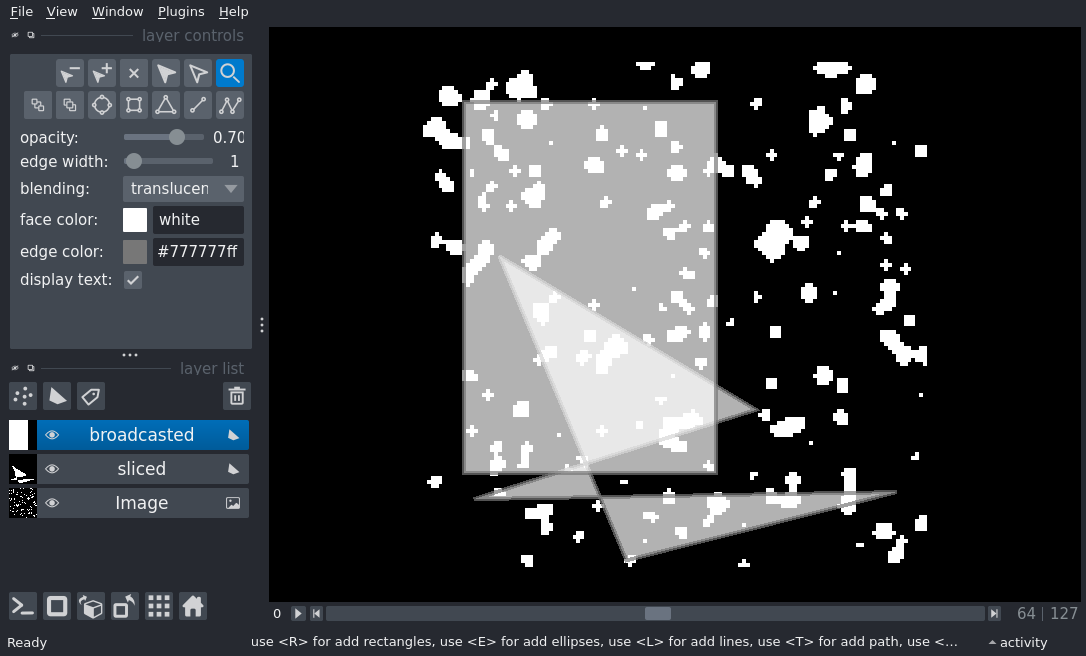 File View Window Plugins Help
layer controls
opacity: 0.70
edge width: 1
blending: translucen
face color: white
edge color: #777777ff
display text:
layer list
broadcasted
sliced
Image
0 64 127
Ready use <R> for add rectangles, use <E> for add ellipses, use <L> for add lines, use <T> for add path, use <... activity